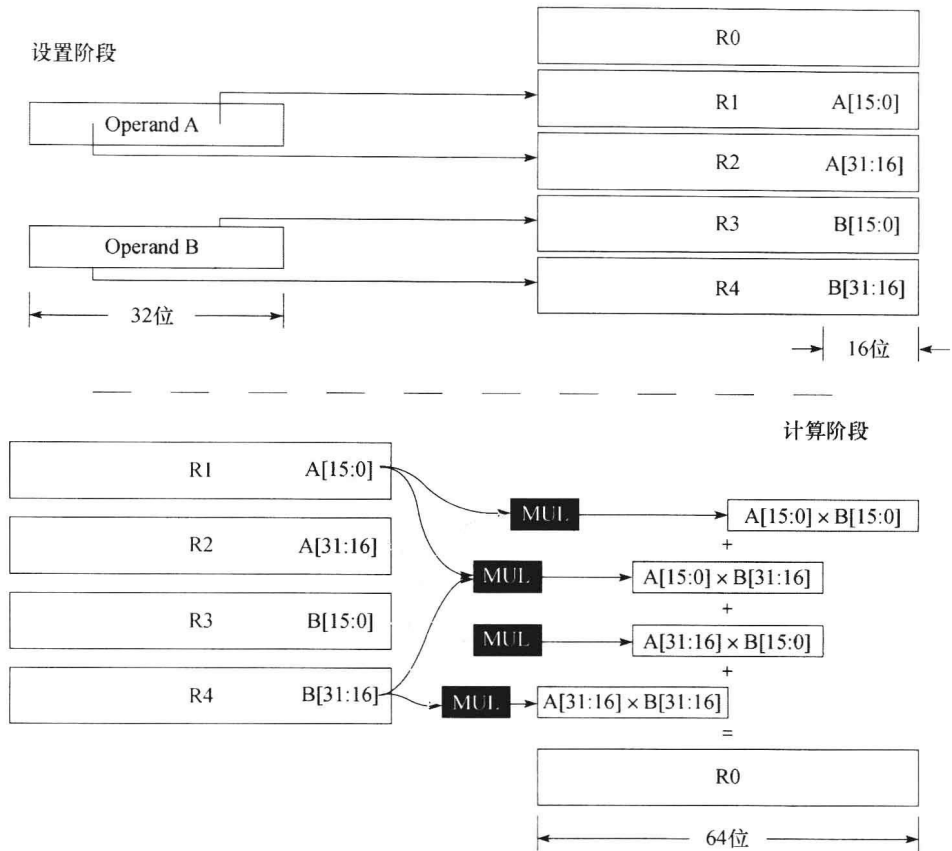 设置阶段
Operand A
Operand B
32位
R0
R1 A[15:0]
R2 A[31:16]
R3 B[15:0]
R4 B[31:16]
16位
计算阶段
R1 A[15:0]
R2 A[31:16]
R3 B[15:0]
R4 B[31:16]
MUL A[15:0] × B[15:0]
+
MUL A[15:0] × B[31:16]
+
MUL A[31:16] × B[15:0]
+
MUL A[31:16] × B[31:16]
=
R0
64位